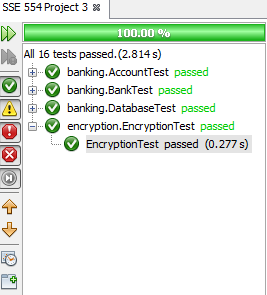 SSE 554 Project 3
100.00 %
All 16 tests passed.(2.814 s)
banking.AccountTest passed
banking.BankTest passed
banking.DatabaseTest passed
encryption.EncryptionTest passed
EncryptionTest passed (0.277 s)